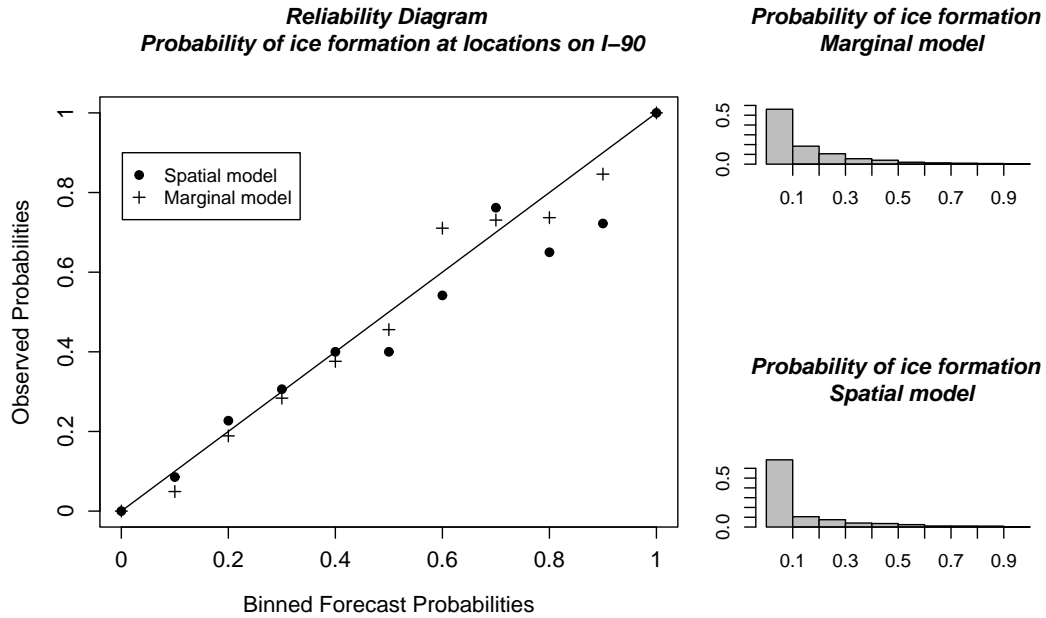 Reliability Diagram
Probability of ice formation at locations on I−90
Observed Probabilities
1
0.8
0.6
0.4
0.2
0
Spatial model
Marginal model
0 0.2 0.4 0.6 0.8 1
Binned Forecast Probabilities
Probability of ice formation
Marginal model
0.5
0.0
0.1 0.3 0.5 0.7 0.9
Probability of ice formation
Spatial model
0.5
0.0
0.1 0.3 0.5 0.7 0.9